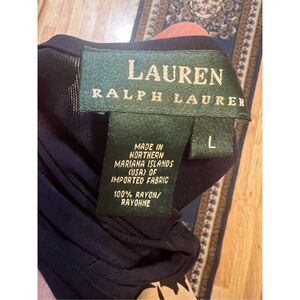 LAUREN
RALPH LAUREN
L
MADE IN
NORTHERN
MARIANA ISLANDS
(USA) OF
IMPORTED FABRIC
100% RAYON/
RAYONNE